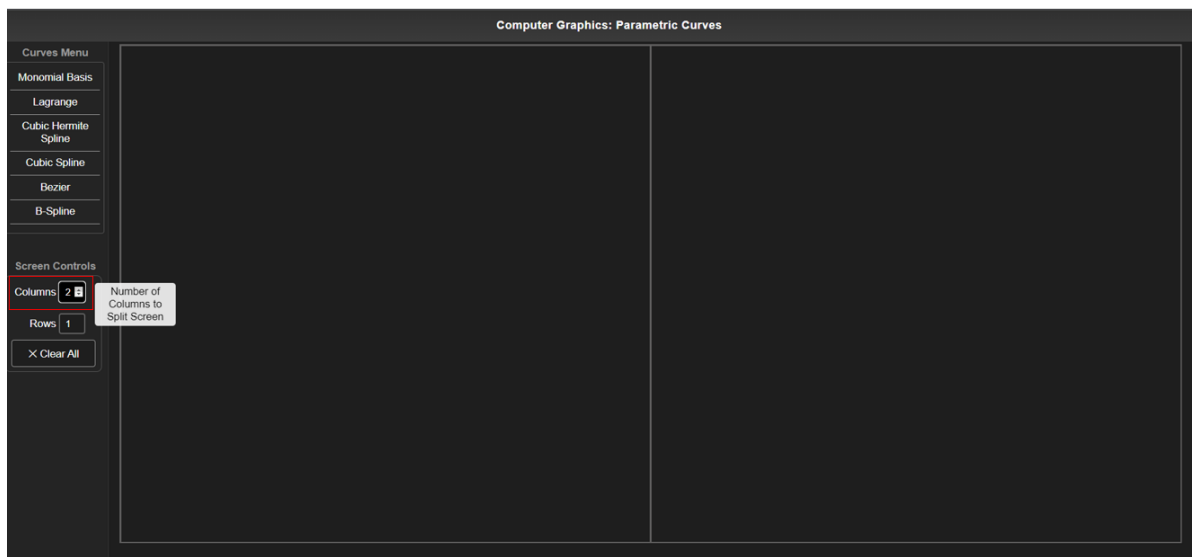 Computer Graphics: Parametric Curves
Curves Menu
Monomial Basis
Lagrange
Cubic Hermite
Spline
Cubic Spline
Bezier
B-Spline
Screen Controls
Columns 2
Number of
Columns to
Split Screen
Rows 1
× Clear All